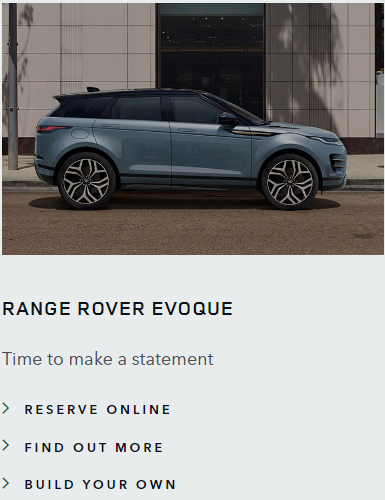 RANGE ROVER EVOQUE
Time to make a statement
RESERVE ONLINE
FIND OUT MORE
BUILD YOUR OWN